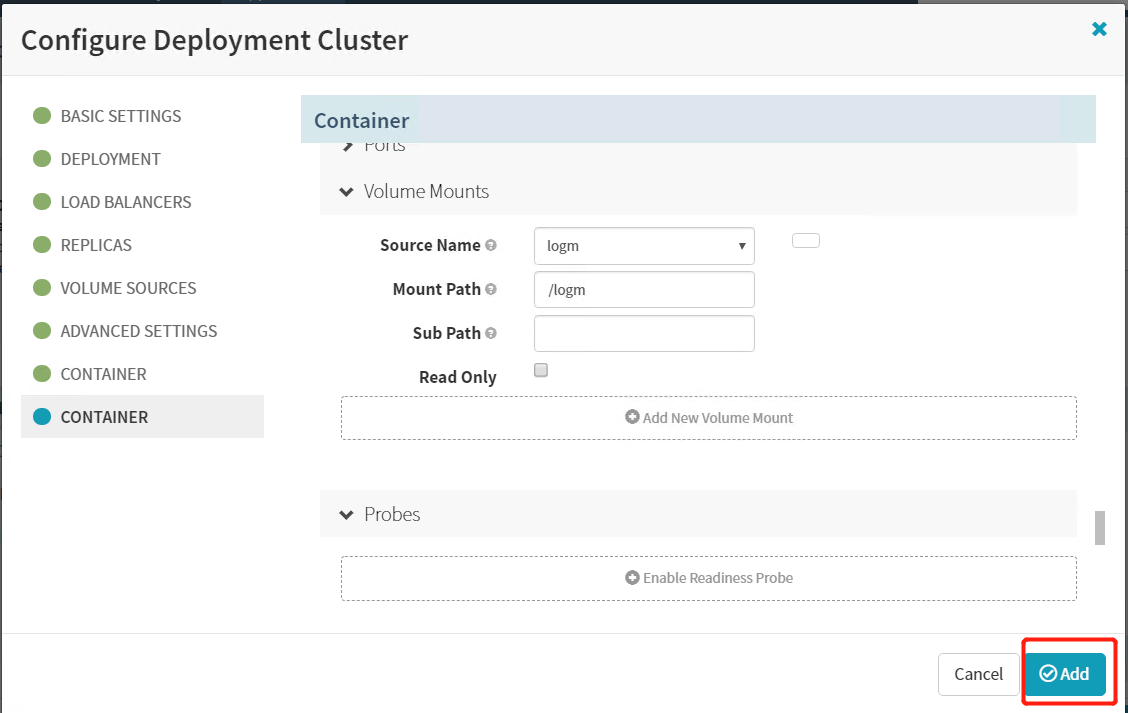 Configure Deployment Cluster
BASIC SETTINGS
DEPLOYMENT
LOAD BALANCERS
REPLICAS
VOLUME SOURCES
ADVANCED SETTINGS
CONTAINER
CONTAINER
Container
Ports
Volume Mounts
Source Name
logm
Mount Path
/logm
Sub Path
Read Only
Add New Volume Mount
Probes
Enable Readiness Probe
Cancel
Add